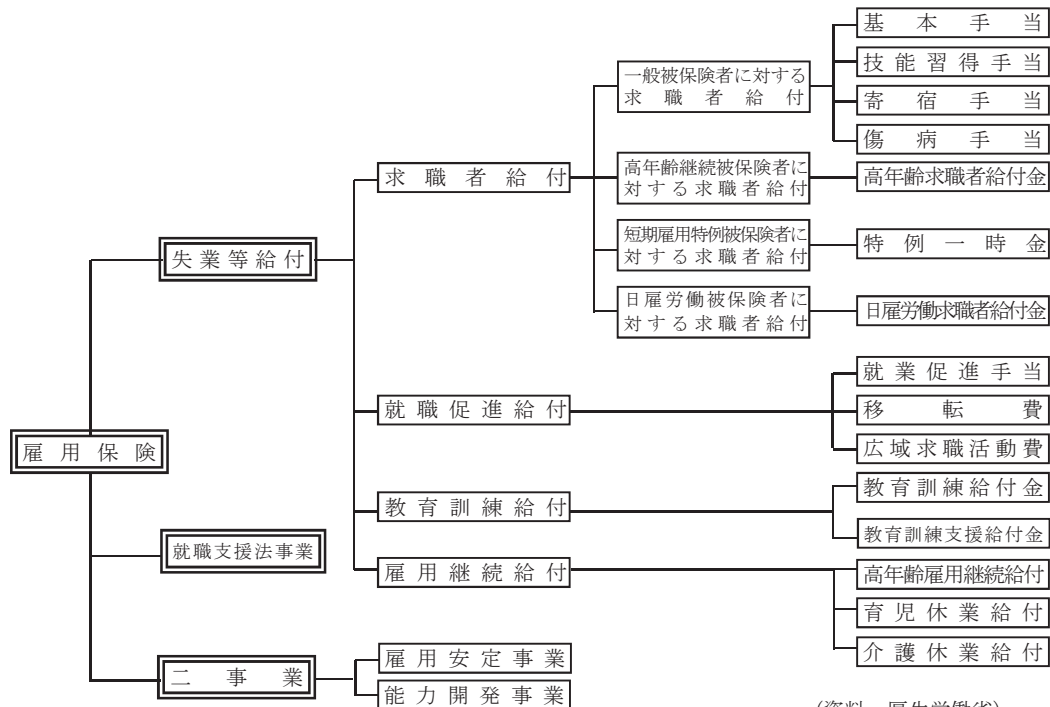 雇用保険
失業等給付
求職者給付
一般被保険者に対する
求職者給付
基本手当
技能習得手当
寄宿手当
傷病手当
高年齢継続被保険者に
対する求職者給付
高年齢求職者給付金
短期雇用特例被保険者に
対する求職者給付
特例一時金
日雇労働被保険者に
対する求職者給付
日雇労働求職者給付金
就職促進給付
就業促進手当
移転費
広域求職活動費
教育訓練給付
教育訓練給付金
教育訓練支援給付金
雇用継続給付
高年齢雇用継続給付
育児休業給付
介護休業給付
就職支援法事業
二事業
雇用安定事業
能力開発事業
(資料 厚生労働省)